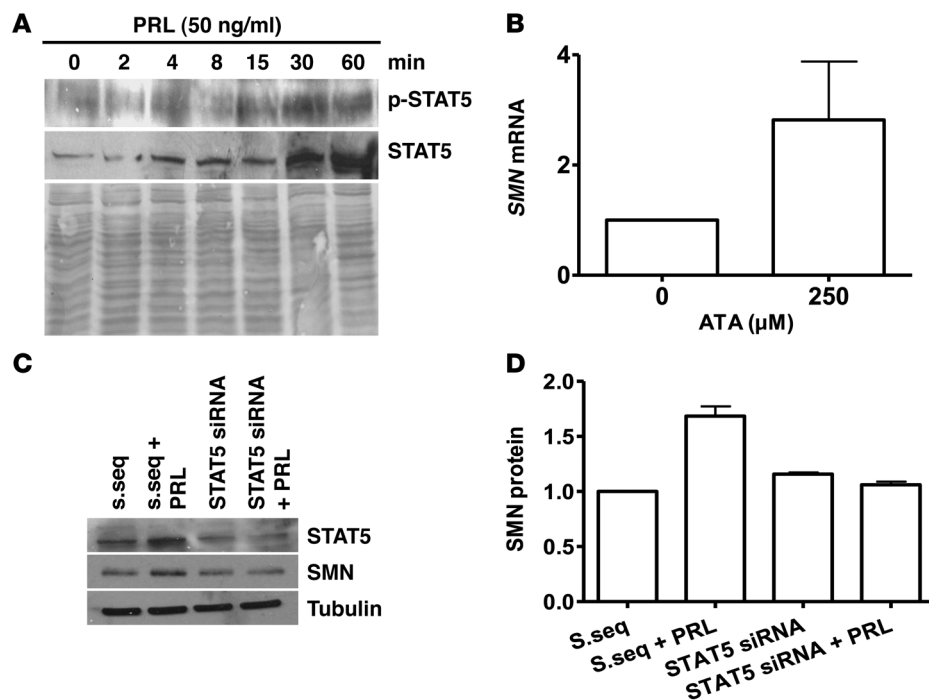 A
PRL (50 ng/ml)
0 2 4 8 15 30 60 min
p-STAT5
STAT5
B
SMN mRNA
4
2
0
0 250
ATA (µM)
C
s.seq
s.seq +
PRL
STAT5 siRNA
STAT5 siRNA
+ PRL
STAT5
SMN
Tubulin
D
SMN protein
2.0
1.5
1.0
0.5
0.0
S.seq
S.seq + PRL
STAT5 siRNA
STAT5 siRNA + PRL